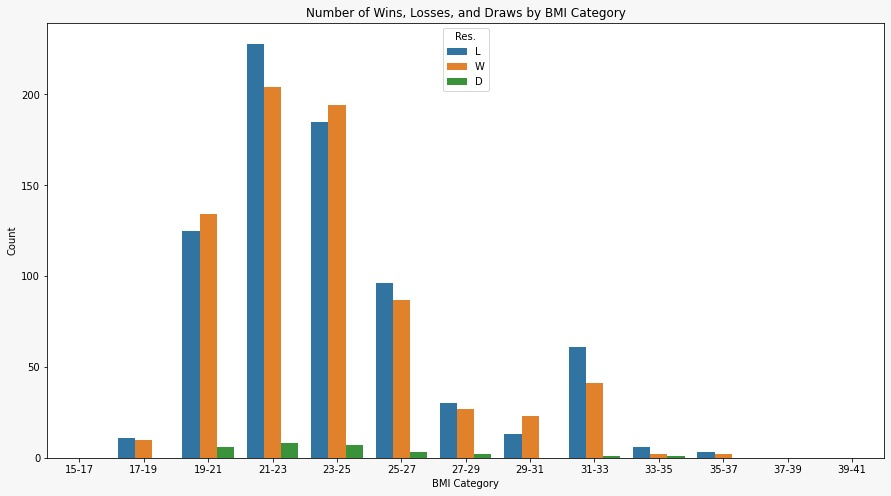 Number of Wins, Losses, and Draws by BMI Category
Res.
L
W
D
200
150
100
50
0
Count
15-17 17-19 19-21 21-23 23-25 25-27 27-29 29-31 31-33 33-35 35-37 37-39 39-41
BMI Category